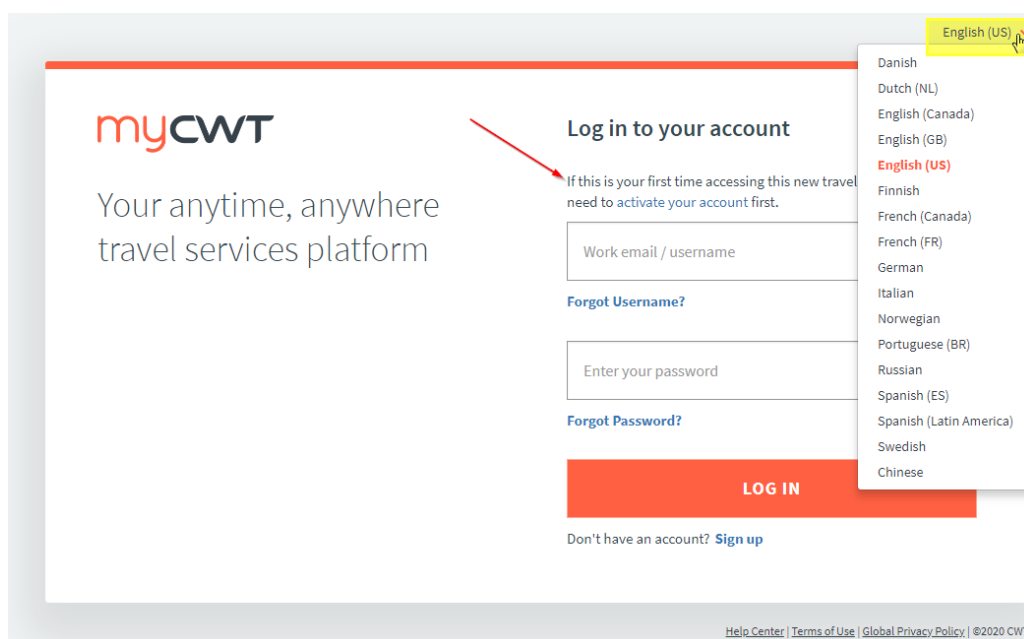 English (US)
myCWT
Your anytime, anywhere
travel services platform
Log in to your account
If this is your first time accessing this new travel
need to activate your account first.
Work email / username
Forgot Username?
Enter your password
Forgot Password?
LOG IN
Don't have an account? Sign up
Danish
Dutch (NL)
English (Canada)
English (GB)
English (US)
Finnish
French (Canada)
French (FR)
German
Italian
Norwegian
Portuguese (BR)
Russian
Spanish (ES)
Spanish (Latin America)
Swedish
Chinese
Help Center | Terms of Use | Global Privacy Policy | ©2020 CW